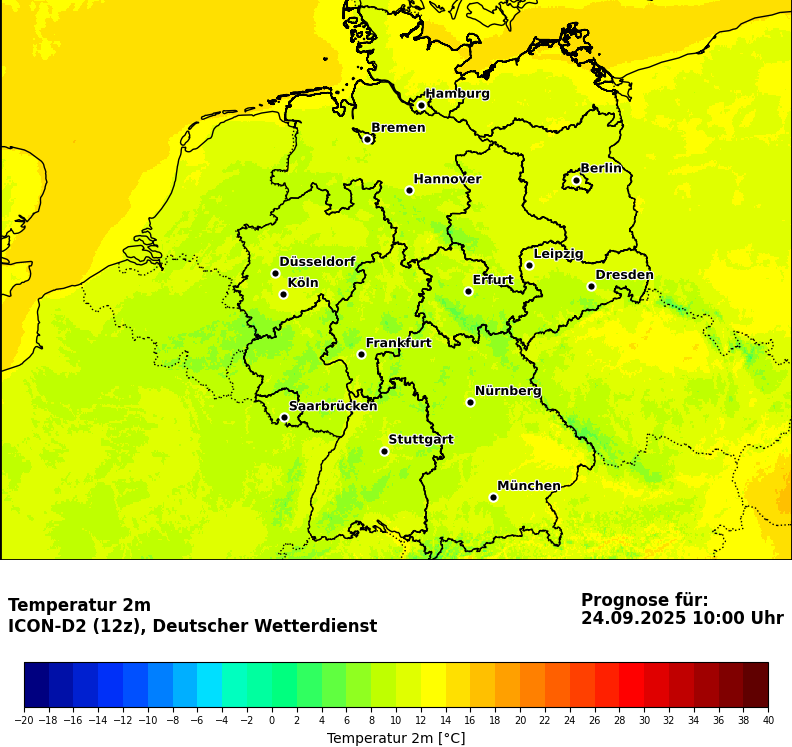 Hamburg
Bremen
Berlin
Hannover
Leipzig
Düsseldorf
Dresden
Köln
Erfurt
Frankfurt
Nürnberg
Saarbrücken
Stuttgart
München
Temperatur 2m
ICON-D2 (12z), Deutscher Wetterdienst
Prognose für:
24.09.2025 10:00 Uhr
−20 −18 −16 −14 −12 −10 −8 −6 −4 −2 0 2 4 6 8 10 12 14 16 18 20 22 24 26 28 30 32 34 36 38 40
Temperatur 2m [°C]